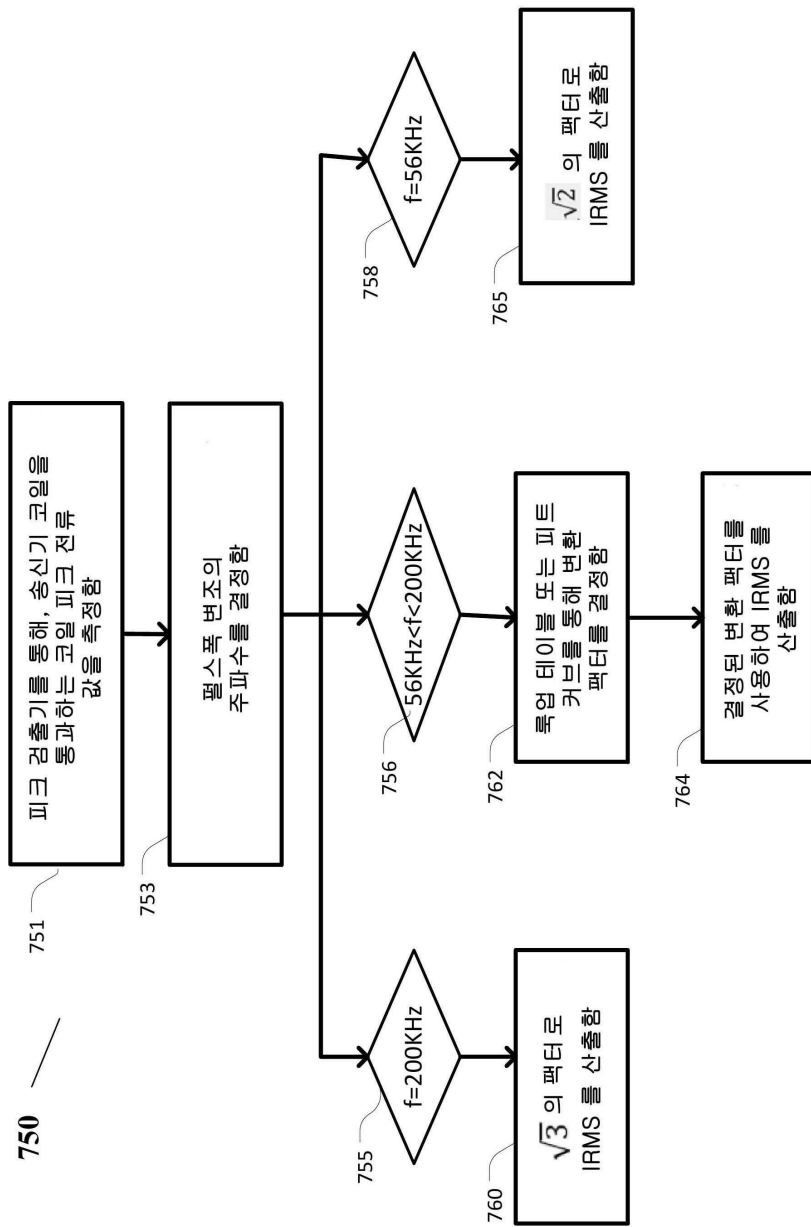 750
751
피크 검출기를 통해, 송신기 코일을
통과하는 코일 피크 전류
값을 측정함
753
펄스폭 변조의
주파수를 결정함
755
f=200KHz
756
56KHz<f<200KHz
758
f=56KHz
760
√3 의 팩터로
IRMS 를 산출함
762
룩업 테이블 또는 피트
커브를 통해 변환
팩터를 결정함
765
√2 의 팩터로
IRMS 를 산출함
764
결정된 변환 팩터를
사용하여 IRMS 를
산출함